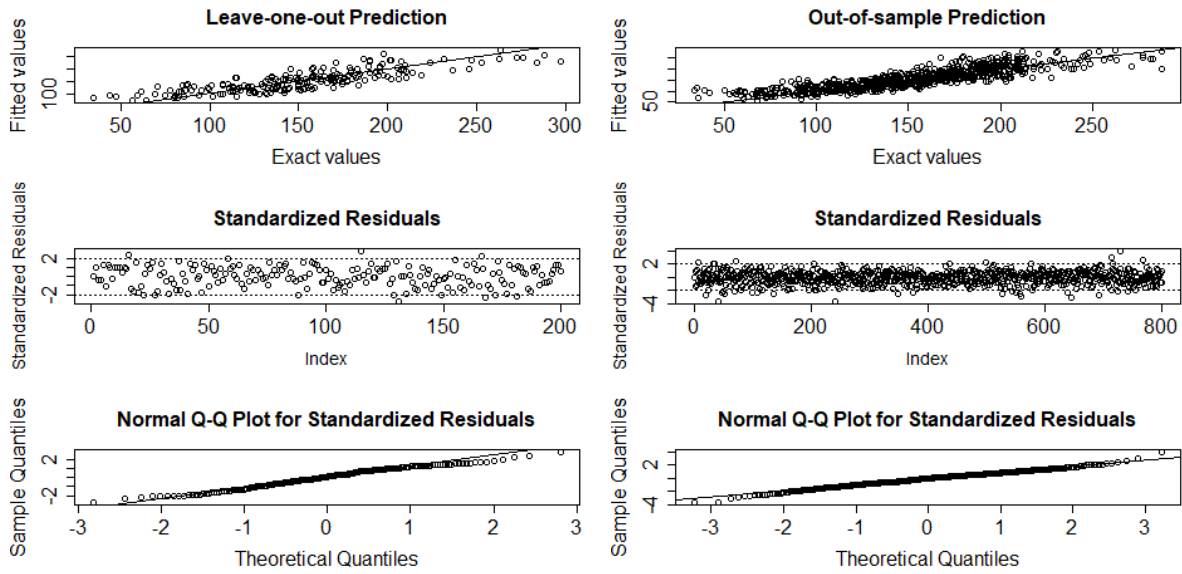 Leave-one-out Prediction
Fitted values
100
50 100 150 200 250 300
Exact values
Out-of-sample Prediction
Fitted values
50
50 100 150 200 250
Exact values
Standardized Residuals
Standardized Residuals
2
-2
0 50 100 150 200
Index
Standardized Residuals
Standardized Residuals
2
-4
0 200 400 600 800
Index
Normal Q-Q Plot for Standardized Residuals
Sample Quantiles
2
-2
-3 -2 -1 0 1 2 3
Theoretical Quantiles
Normal Q-Q Plot for Standardized Residuals
Sample Quantiles
2
-4
-3 -2 -1 0 1 2 3
Theoretical Quantiles